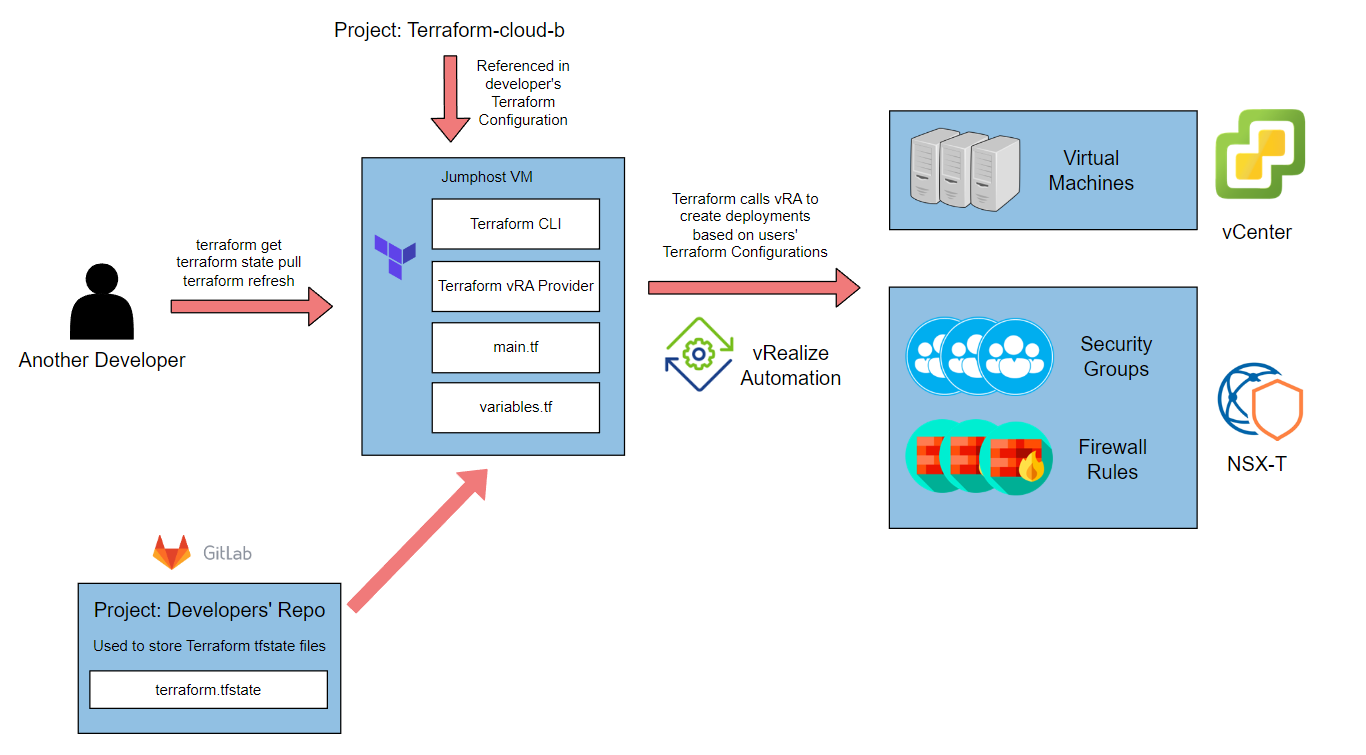 Project: Terraform-cloud-b
Referenced in
developer's
Terraform
Configuration
Jumphost VM
Terraform CLI
Terraform vRA Provider
main.tf
variables.tf
terraform get
terraform state pull
terraform refresh
Another Developer
Terraform calls vRA to
create deployments
based on users'
Terraform Configurations
vRealize
Automation
Virtual
Machines
vCenter
Security
Groups
Firewall
Rules
NSX-T
GitLab
Project: Developers' Repo
Used to store Terraform tfstate files
terraform.tfstate